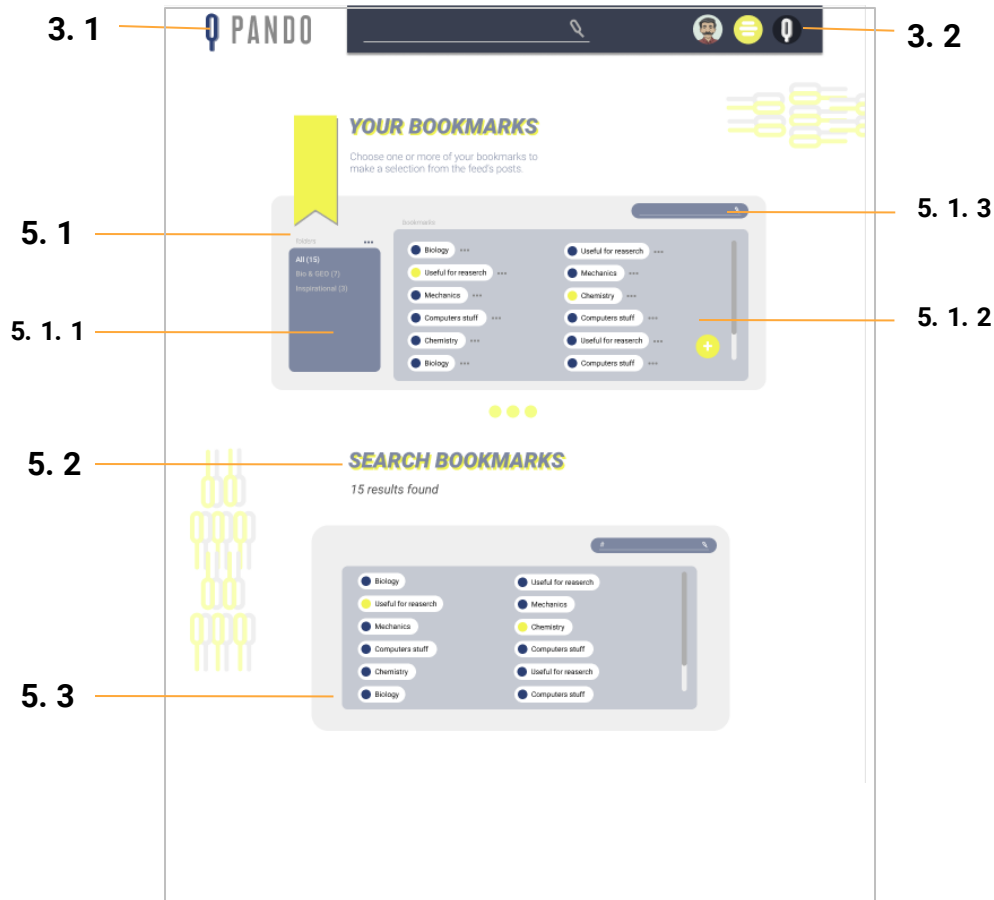 3. 1
PANDO
3. 2
YOUR BOOKMARKS
Choose one or more of your bookmarks to
make a selection from the feed's posts.
5. 1. 3
5. 1
Bookmarks
Folders
All (15)
Bio & GEO (7)
Inspirational (3)
Biology
Useful for reaserch
Useful for reaserch
Mechanics
Mechanics
Chemistry
5. 1. 2
5. 1. 1
Computers stuff
Computers stuff
Chemistry
Useful for reaserch
+
Biology
Computers stuff
5. 2
SEARCH BOOKMARKS
15 results found
#
Biology
Useful for reaserch
Useful for reaserch
Mechanics
Mechanics
Chemistry
Computers stuff
Computers stuff
Chemistry
Useful for reaserch
5. 3
Biology
Computers stuff